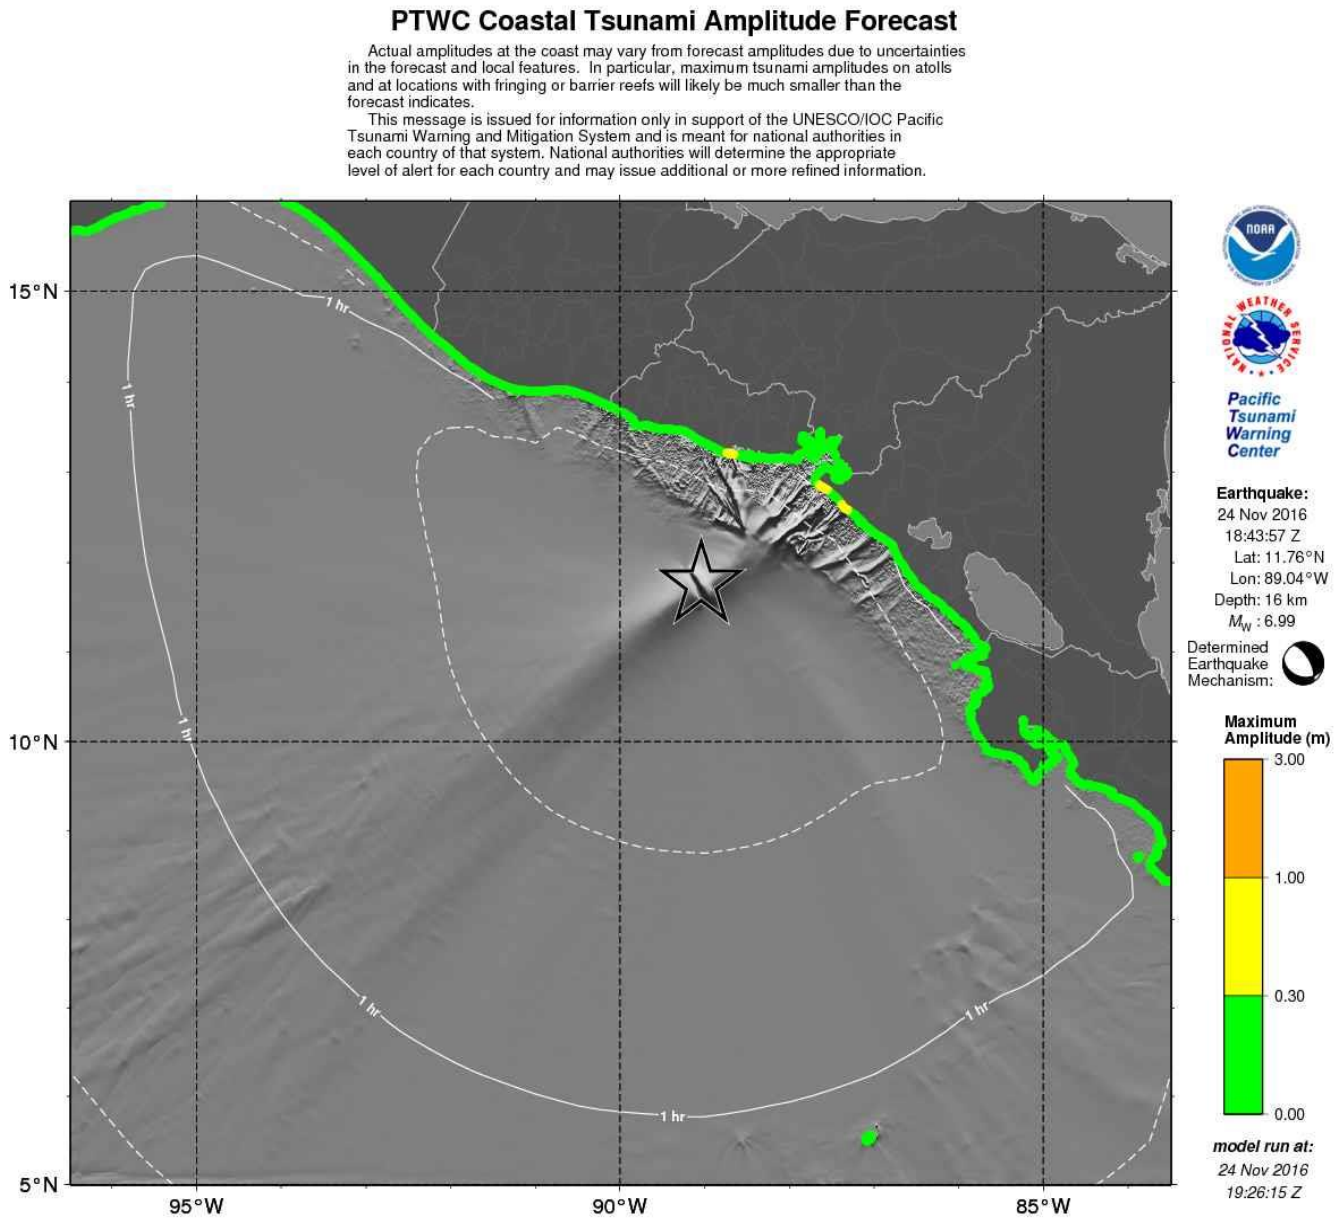 PTWC Coastal Tsunami Amplitude Forecast
Actual amplitudes at the coast may vary from forecast amplitudes due to uncertainties
in the forecast and local features. In particular, maximum tsunami amplitudes on atolls
and at locations with fringing or barrier reefs will likely be much smaller than the
forecast indicates.
This message is issued for information only in support of the UNESCO/IOC Pacific
Tsunami Warning and Mitigation System and is meant for national authorities in
each country of that system. National authorities will determine the appropriate
level of alert for each country and may issue additional or more refined information.
15°N
10°N
5°N
95°W
90°W
85°W
1 hr
1 hr
1 hr
1 hr
1 hr
1 hr
NOAA
NATIONAL WEATHER SERVICE
Pacific
Tsunami
Warning
Center
Earthquake:
24 Nov 2016
18:43:57 Z
Lat: 11.76°N
Lon: 89.04°W
Depth: 16 km
MW : 6.99
Determined
Earthquake
Mechanism:
Maximum
Amplitude (m)
3.00
1.00
0.30
0.00
model run at:
24 Nov 2016
19:26:15 Z